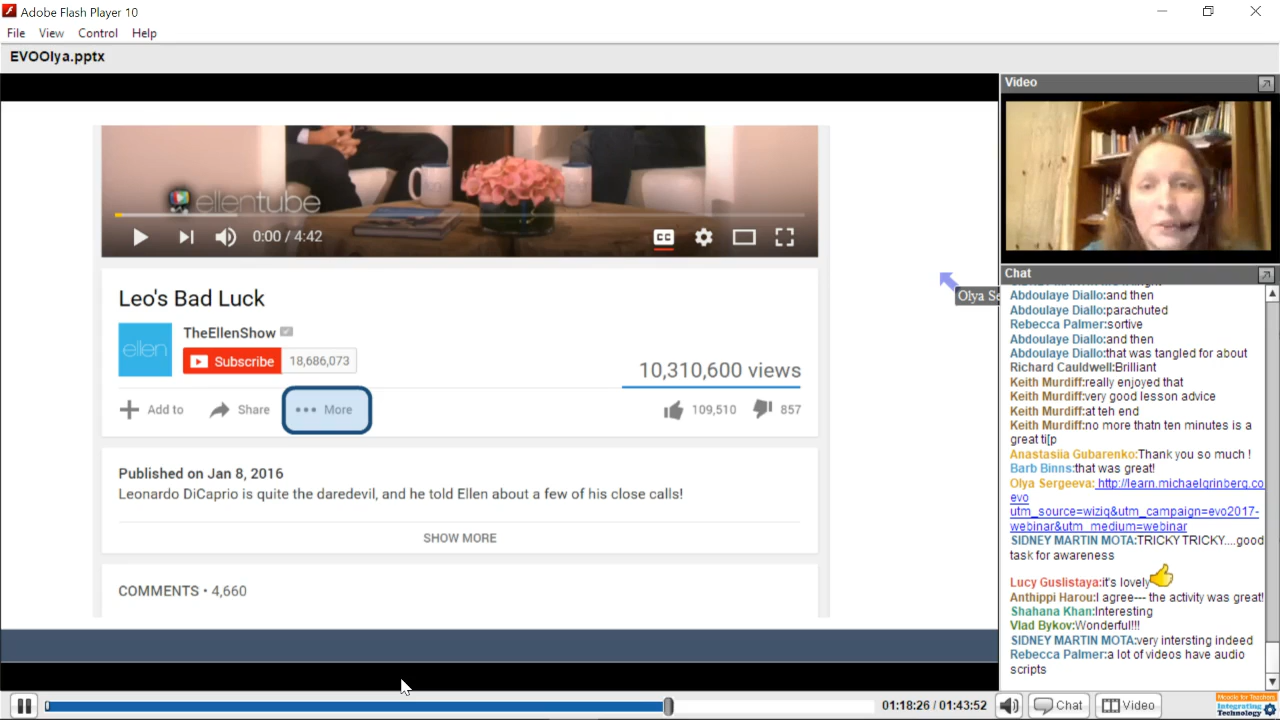 Adobe Flash Player 10
File View Control Help
EVOOlya.pptx
ellentube
0:00 / 4:42
CC
Leo's Bad Luck
ellen
TheEllenShow
Subscribe 18,686,073
10,310,600 views
Add to Share More 109,510 857
Published on Jan 8, 2016
Leonardo DiCaprio is quite the daredevil, and he told Ellen about a few of his close calls!
SHOW MORE
COMMENTS • 4,660
Olya Se
Video
Chat
Abdoulaye Diallo:and then
Abdoulaye Diallo:parachuted
Rebecca Palmer:sortive
Abdoulaye Diallo:and then
Abdoulaye Diallo:that was tangled for about
Richard Cauldwell:Brilliant
Keith Murdiff:really enjoyed that
Keith Murdiff:very good lesson advice
Keith Murdiff:at teh end
Keith Murdiff:no more thatn ten minutes is a
great ti[p
Anastasiia Gubarenko:Thank you so much !
Barb Binns:that was great!
Olya Sergeeva: http://learn.michaelgrinberg.co
evo
utm_source=wiziq&utm_campaign=evo2017-
webinar&utm_medium=webinar
SIDNEY MARTIN MOTA:TRICKY TRICKY....good
task for awareness
Lucy Guslistaya:it's lovely
Anthippi Harou:I agree--- the activity was great!
Shahana Khan:Interesting
Vlad Bykov:Wonderful!!!
SIDNEY MARTIN MOTA:very intersting indeed
Rebecca Palmer:a lot of videos have audio
scripts
01:18:26 / 01:43:52
Chat Video
Moodle for Teachers
Integrating
Technology